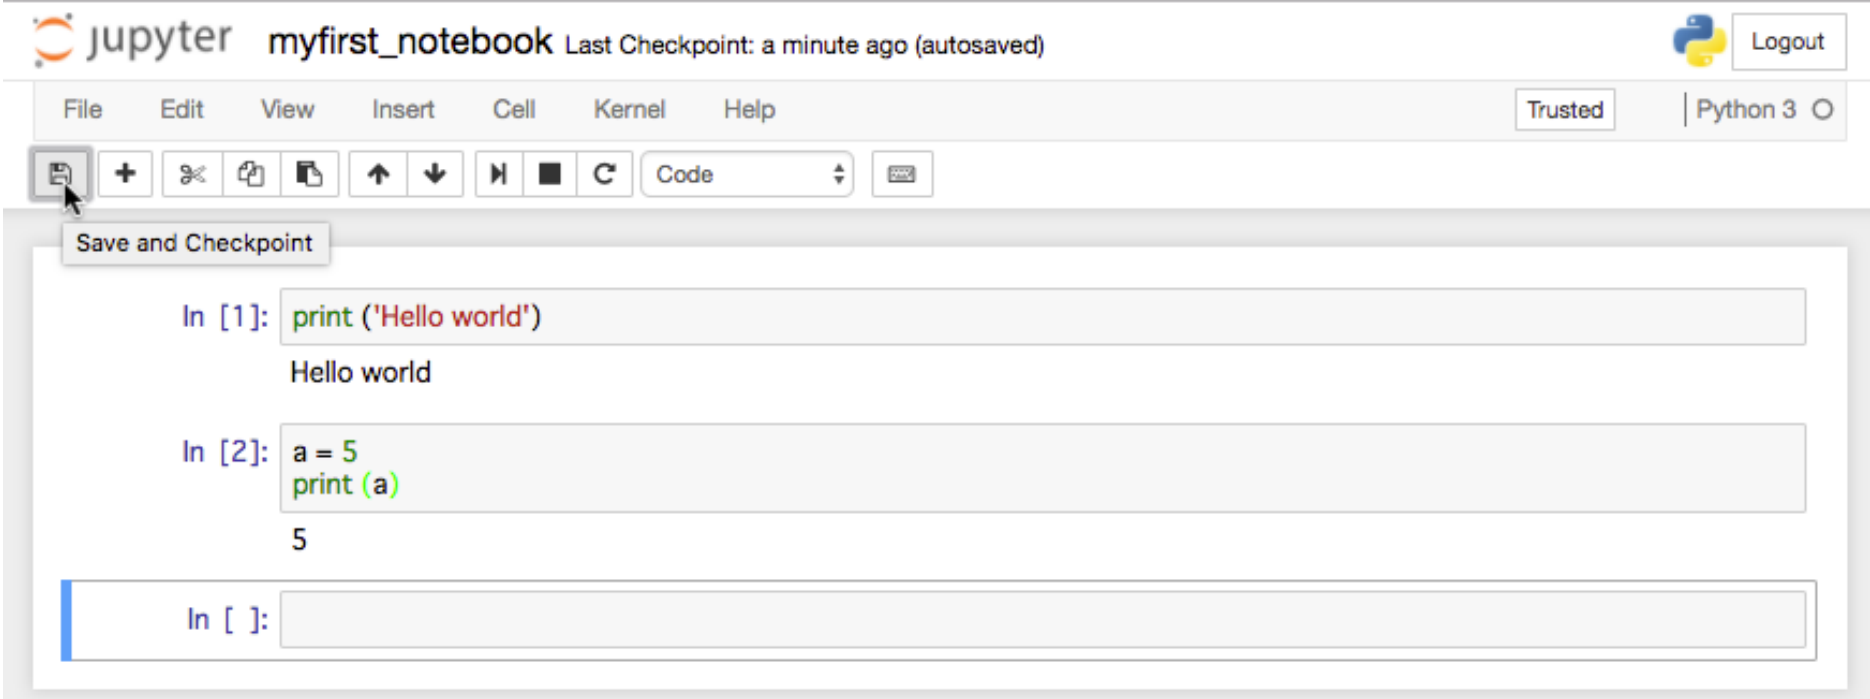 jupyter myfirst_notebook Last Checkpoint: a minute ago (autosaved) Logout
File Edit View Insert Cell Kernel Help Trusted Python 3
Code
Save and Checkpoint
In [1]: print ('Hello world')
Hello world
In [2]: a = 5
print (a)
5
In [ ]: